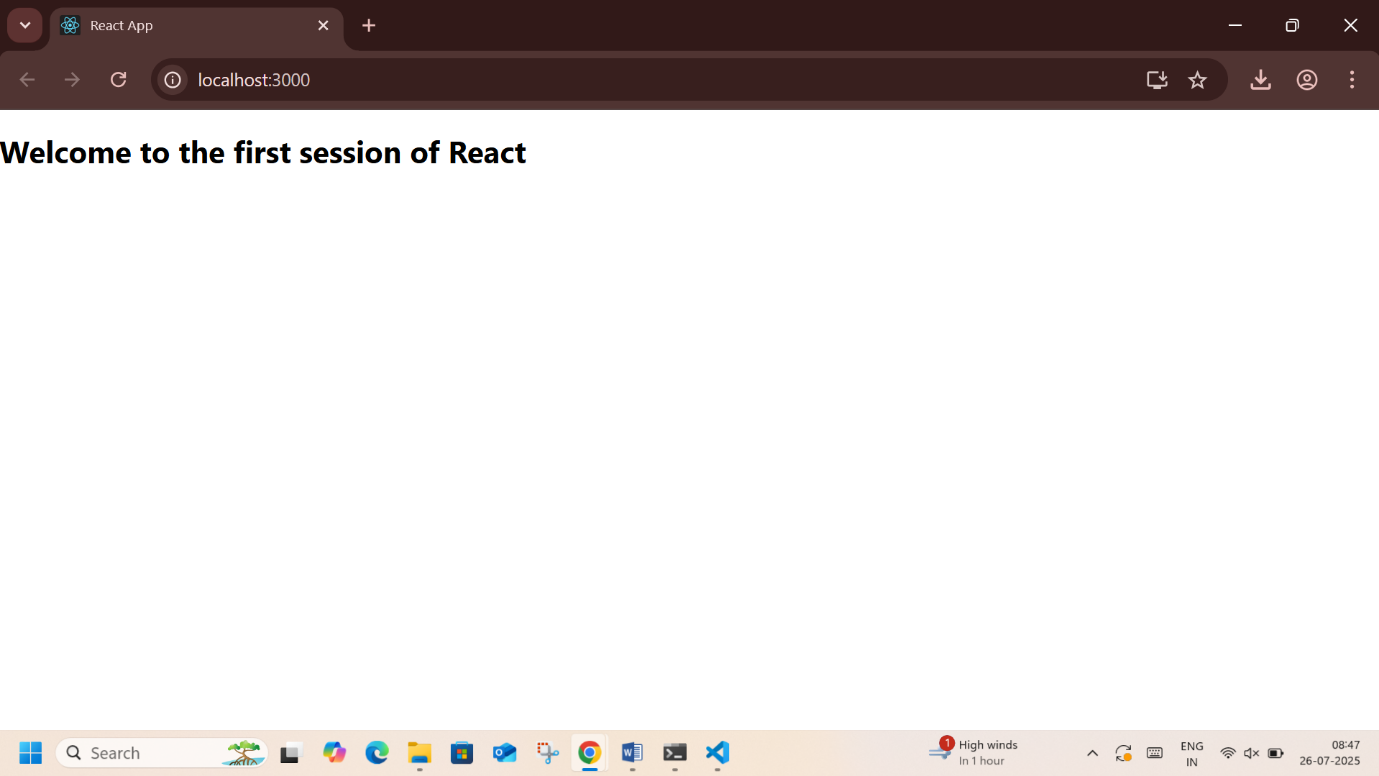 React App
localhost:3000
Welcome to the first session of React
Search
1
High winds
In 1 hour
ENG
IN
08:47
26-07-2025